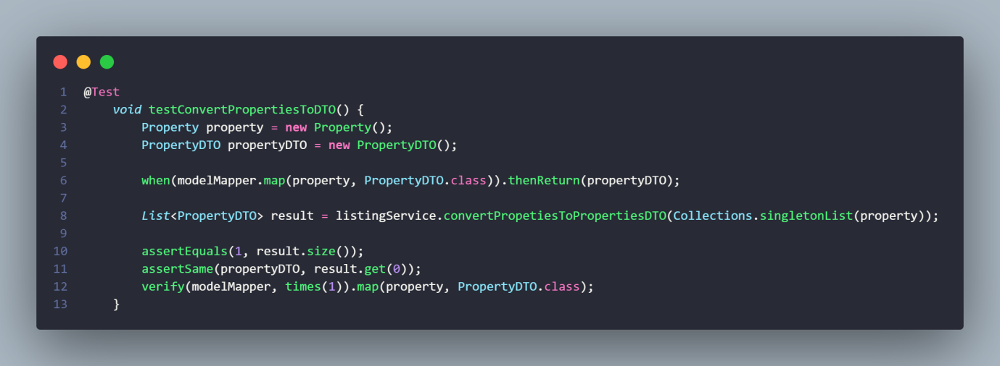 1 @Test
2 void testConvertPropertiesToDTO() {
3 Property property = new Property();
4 PropertyDTO propertyDTO = new PropertyDTO();
5
6 when(modelMapper.map(property, PropertyDTO.class)).thenReturn(propertyDTO);
7
8 List<PropertyDTO> result = listingService.convertPropetiesToPropertiesDTO(Collections.singletonList(property));
9
10 assertEquals(1, result.size());
11 assertSame(propertyDTO, result.get(0));
12 verify(modelMapper, times(1)).map(property, PropertyDTO.class);
13 }